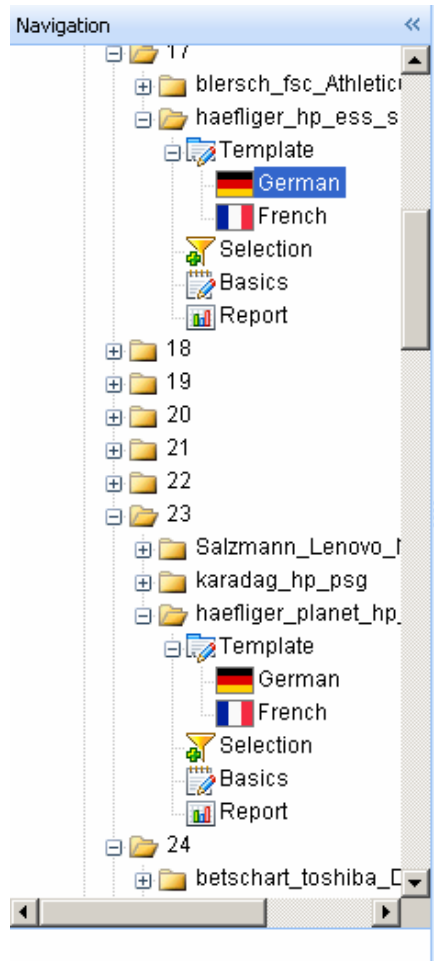 Navigation
17
blersch_fsc_Athletic
haefliger_hp_ess_s
Template
German
French
Selection
Basics
Report
18
19
20
21
22
23
Salzmann_Lenovo_
karadag_hp_psg
haefliger_planet_hp_
Template
German
French
Selection
Basics
Report
24
betschart_toshiba_